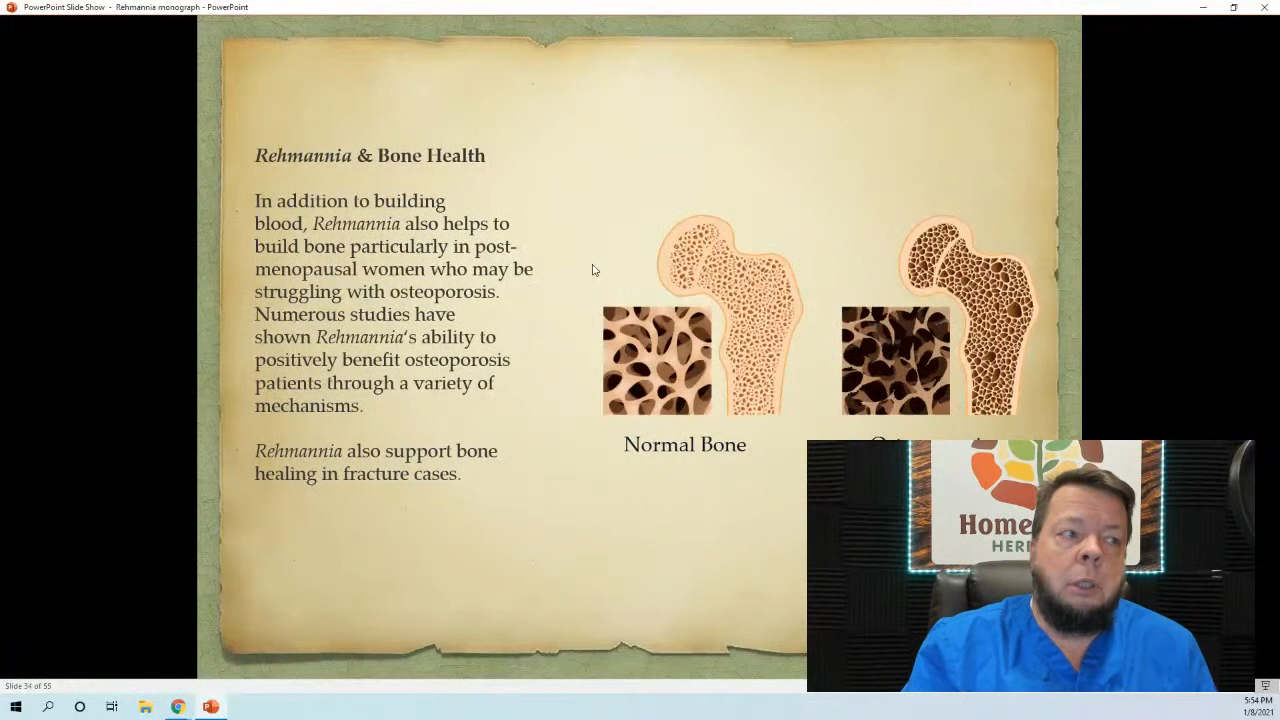 PowerPoint Slide Show - Rehmannia monograph - PowerPoint
Rehmannia & Bone Health
In addition to building
blood, Rehmannia also helps to
build bone particularly in post-
menopausal women who may be
struggling with osteoporosis.
Numerous studies have
shown Rehmannia‘s ability to
positively benefit osteoporosis
patients through a variety of
mechanisms.
Rehmannia also support bone
healing in fracture cases.
Normal Bone
Home
Slide 34 of 55
5:54 PM
1/8/2021